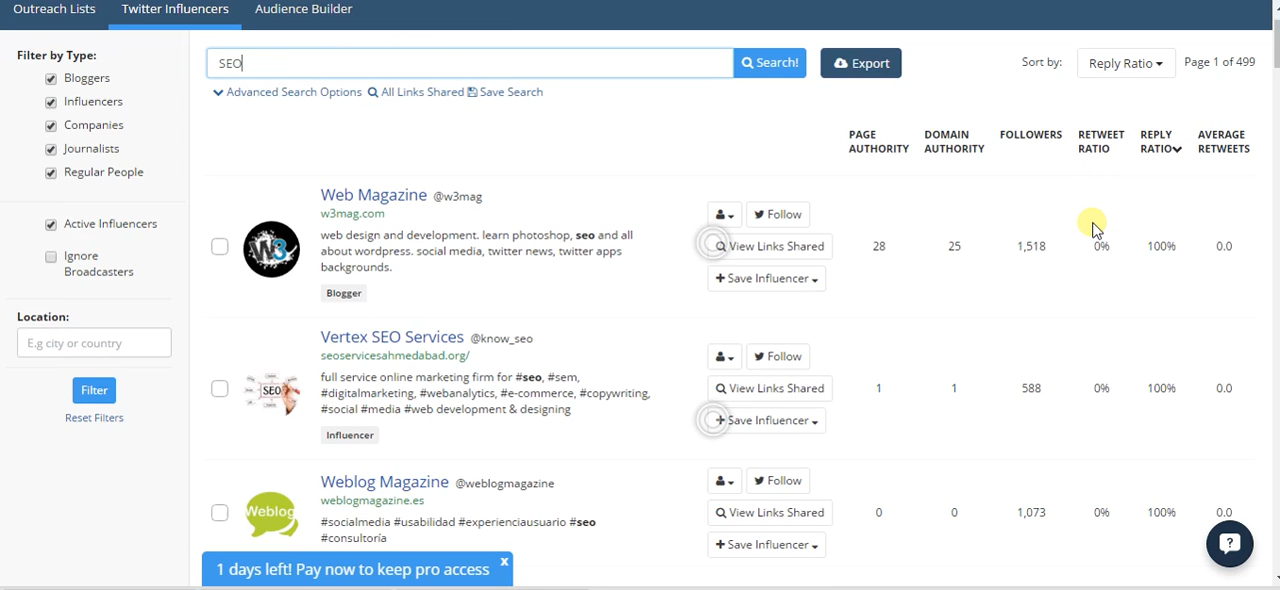 Outreach Lists
Twitter Influencers
Audience Builder
Filter by Type:
Bloggers
Influencers
Companies
Journalists
Regular People
Active Influencers
Ignore
Broadcasters
Location:
E.g city or country
Filter
Reset Filters
SEO
Search!
Export
Sort by:
Reply Ratio
Page 1 of 499
Advanced Search Options
All Links Shared
Save Search
PAGE
AUTHORITY
DOMAIN
AUTHORITY
FOLLOWERS
RETWEET
RATIO
REPLY
RATIO
AVERAGE
RETWEETS
W3
Web Magazine @w3mag
w3mag.com
web design and development. learn photoshop, seo and all
about wordpress. social media, twitter news, twitter apps
backgrounds.
Blogger
Follow
View Links Shared
Save Influencer
28
25
1,518
0%
100%
0.0
SEO
Vertex SEO Services @know_seo
seoservicesahmedabad.org/
full service online marketing firm for #seo, #sem,
#digitalmarketing, #webanalytics, #e-commerce, #copywriting,
#social #media #web development & designing
Influencer
Follow
View Links Shared
Save Influencer
1
1
588
0%
100%
0.0
Weblog
Weblog Magazine @weblogmagazine
weblogmagazine.es
#socialmedia #usabilidad #experienciausuario #seo
#consultoría
Follow
View Links Shared
Save Influencer
0
0
1,073
0%
100%
0.0
1 days left! Pay now to keep pro access
x